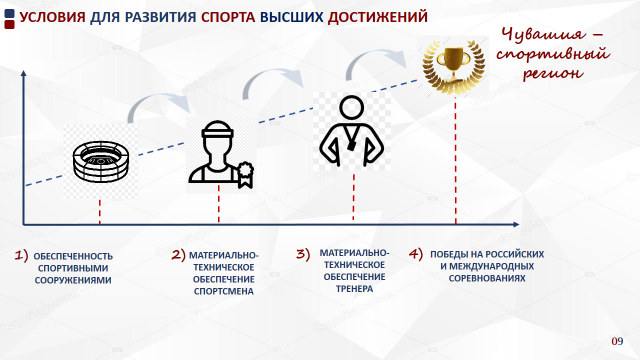 УСЛОВИЯ ДЛЯ РАЗВИТИЯ СПОРТА ВЫСШИХ ДОСТИЖЕНИЙ
Чувашия –
спортивный
регион
1) ОБЕСПЕЧЕННОСТЬ
СПОРТИВНЫМИ
СООРУЖЕНИЯМИ
2) МАТЕРИАЛЬНО-
ТЕХНИЧЕСКОЕ
ОБЕСПЕЧЕНИЕ
СПОРТСМЕНА
3) МАТЕРИАЛЬНО-
ТЕХНИЧЕСКОЕ
ОБЕСПЕЧЕНИЕ
ТРЕНЕРА
4) ПОБЕДЫ НА РОССИЙСКИХ
И МЕЖДУНАРОДНЫХ
СОРЕВНОВАНИЯХ
09